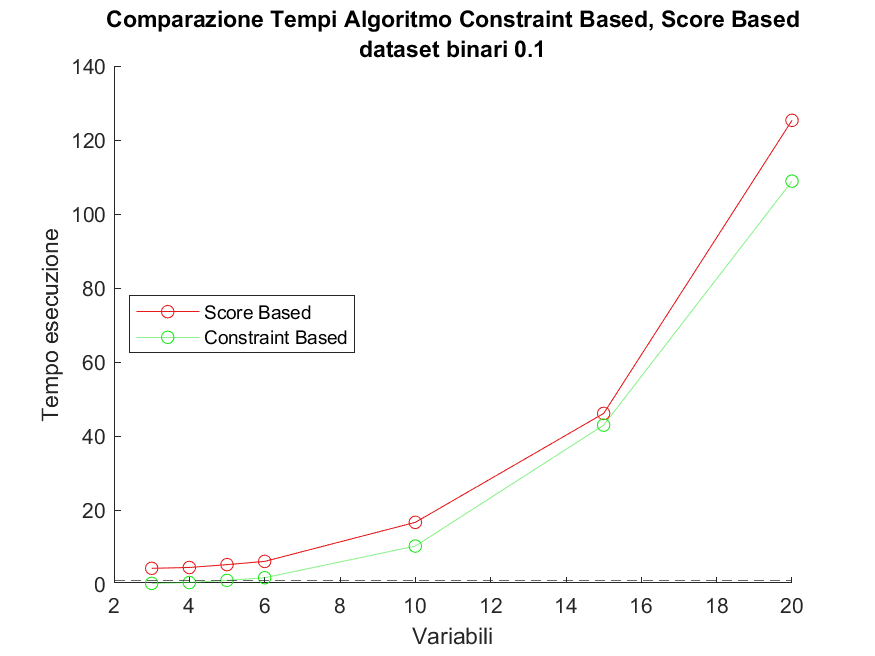 Comparazione Tempi Algoritmo Constraint Based, Score Based
dataset binari 0.1
140
120
100
80
60
40
20
0
Tempo esecuzione
Score Based
Constraint Based
2 4 6 8 10 12 14 16 18 20
Variabili